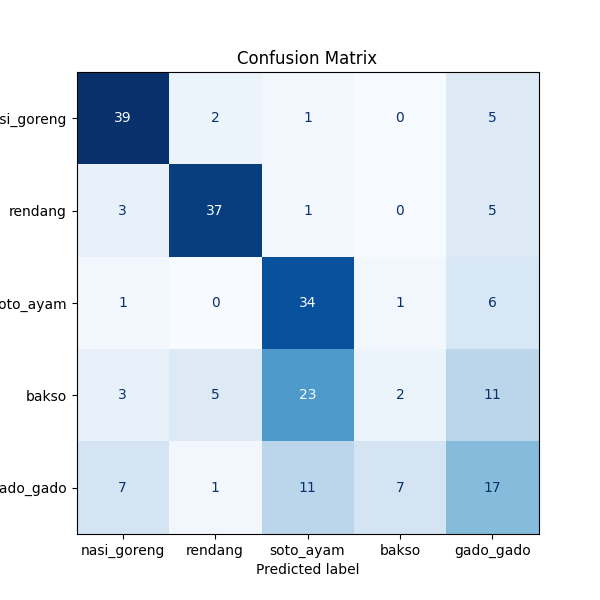 Confusion Matrix
si_goreng 39 2 1 0 5
rendang 3 37 1 0 5
oto_ayam 1 0 34 1 6
bakso 3 5 23 2 11
ado_gado 7 1 11 7 17
nasi_goreng rendang soto_ayam bakso gado_gado
Predicted label